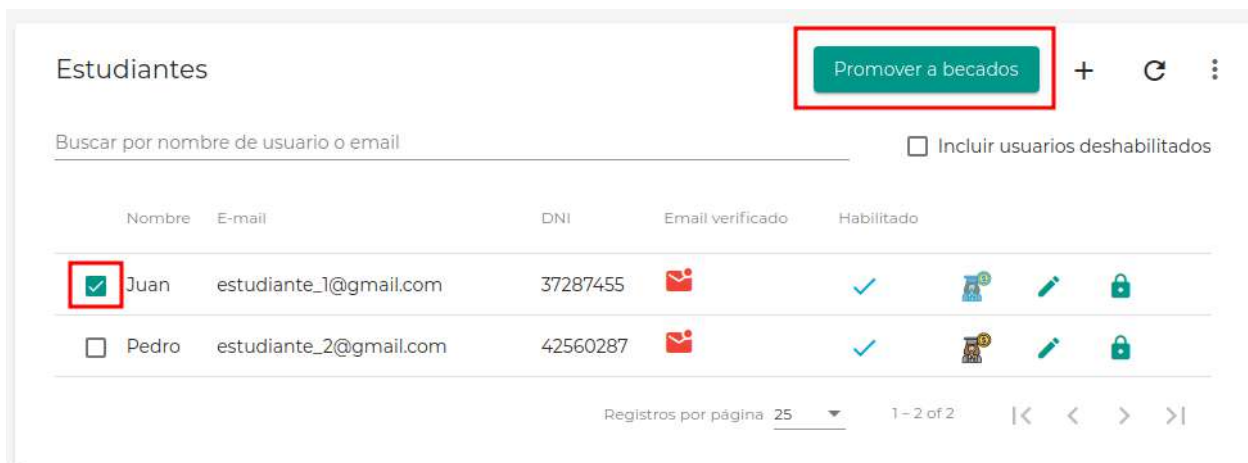 Estudiantes Promover a becados
Buscar por nombre de usuario o email Incluir usuarios deshabilitados
Nombre E-mail DNI Email verificado Habilitado
Juan estudiante_1@gmail.com 37287455
Pedro estudiante_2@gmail.com 42560287
Registros por página 25 1 – 2 of 2